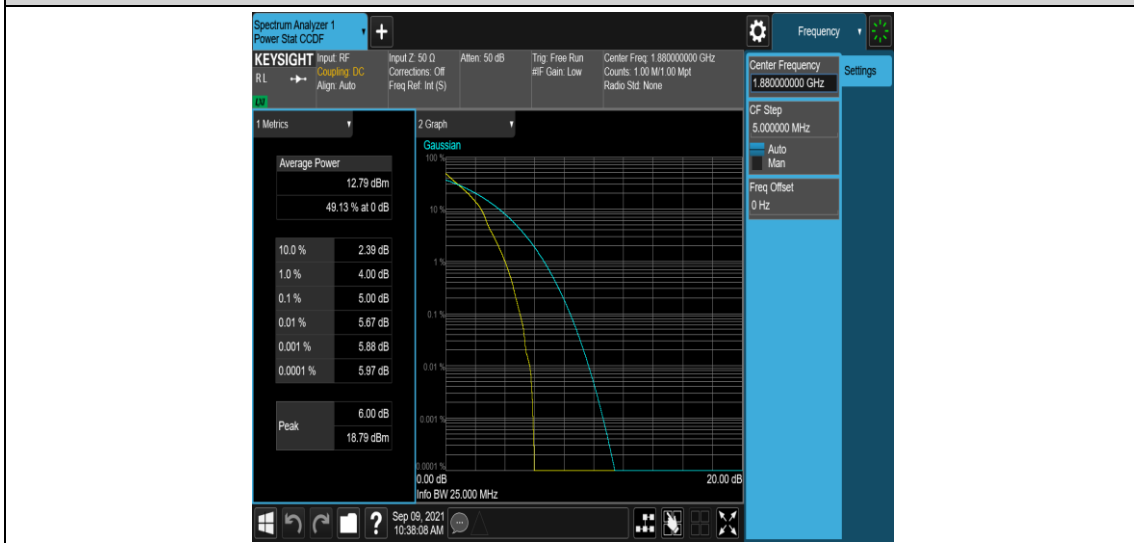 Spectrum Analyzer 1
Power Stat CCDF
+
Frequency
KEYSIGHT
RL
LXI
Input: RF
Coupling: DC
Align: Auto
Input Z: 50 Ω
Corrections: Off
Freq Ref: Int (S)
Atten: 50 dB
Trig: Free Run
#IF Gain: Low
Center Freq: 1.880000000 GHz
Counts: 1.00 M/1.00 Mpt
Radio Std: None
Center Frequency
1.880000000 GHz
Settings
CF Step
5.000000 MHz
Auto
Man
Freq Offset
0 Hz
1 Metrics
Average Power
12.79 dBm
49.13 % at 0 dB
10.0 % 2.39 dB
1.0 % 4.00 dB
0.1 % 5.00 dB
0.01 % 5.67 dB
0.001 % 5.88 dB
0.0001 % 5.97 dB
Peak
6.00 dB
18.79 dBm
2 Graph
Gaussian
100 %
10 %
1 %
0.1 %
0.01 %
0.001 %
0.0001 %
0.00 dB
20.00 dB
Info BW 25.000 MHz
?
Sep 09, 2021
10:38:08 AM